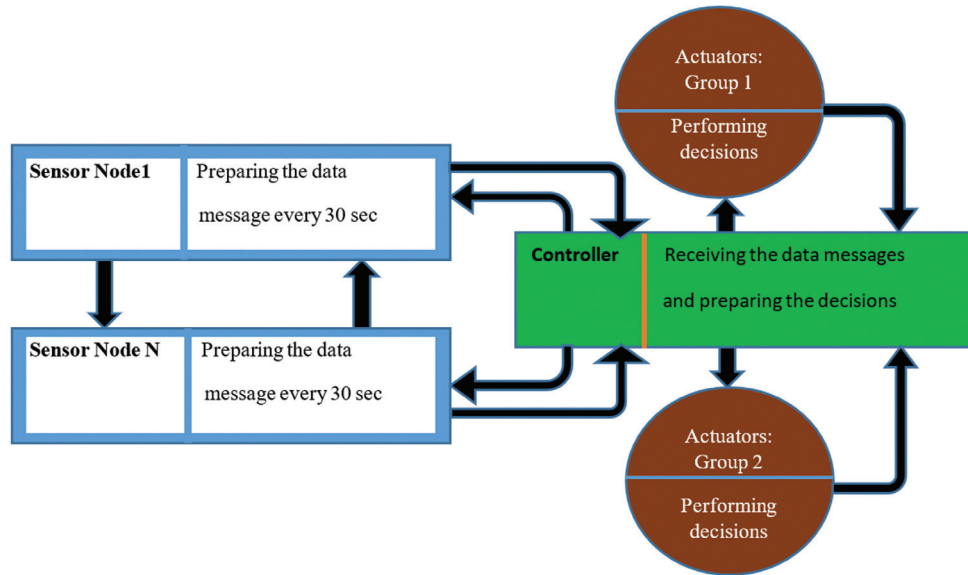 Actuators:
Group 1
Performing
decisions
Sensor Node1
Preparing the data
message every 30 sec
Controller
Receiving the data messages
and preparing the decisions
Sensor Node N
Preparing the data
message every 30 sec
Actuators:
Group 2
Performing
decisions